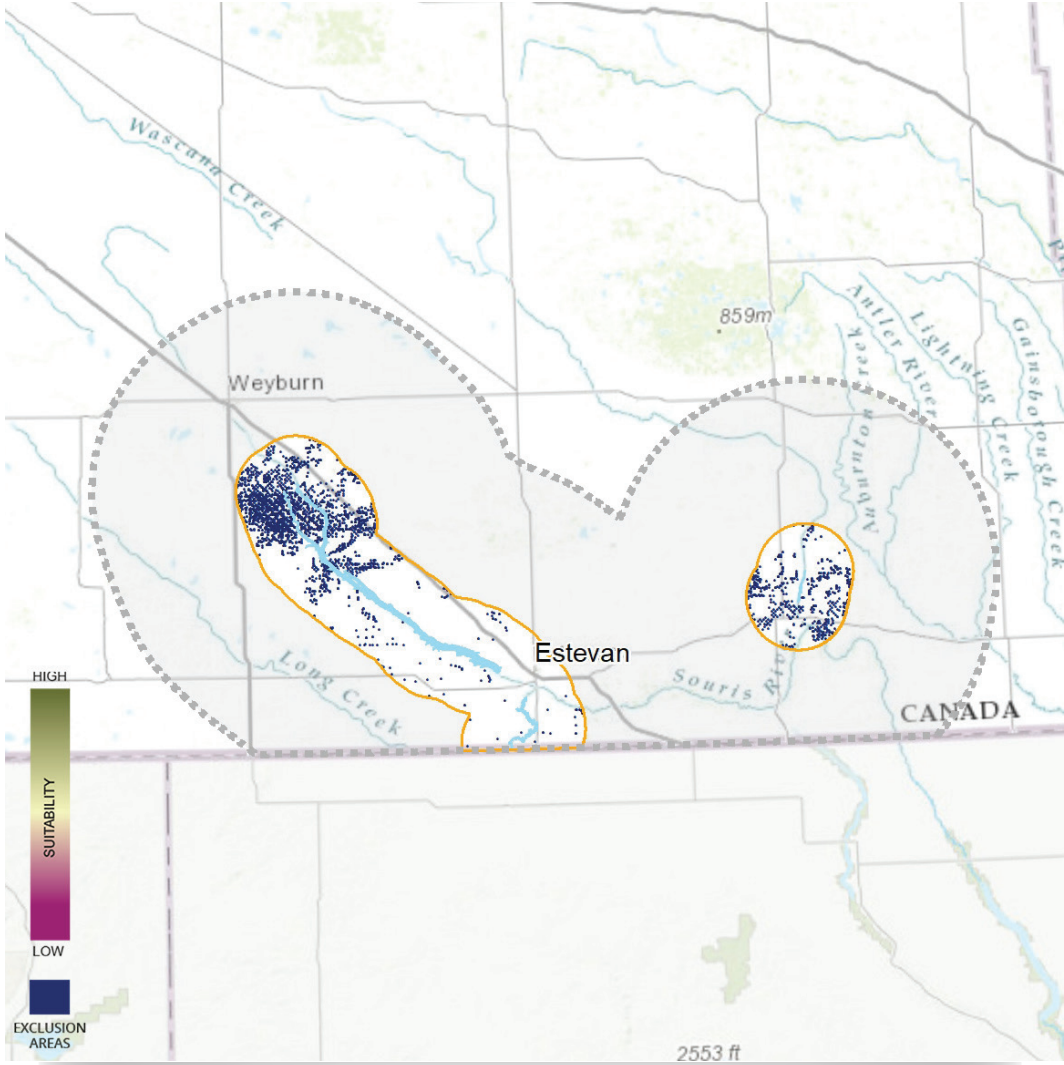 Wascana Creek
Pi
859m
Antler River
Lightning Creek
Gainsborough Creek
Auburnton Creek
Weyburn
Estevan
Long Creek
Souris River
CANADA
HIGH
SUITABILITY
LOW
EXCLUSION
AREAS
2553 ft